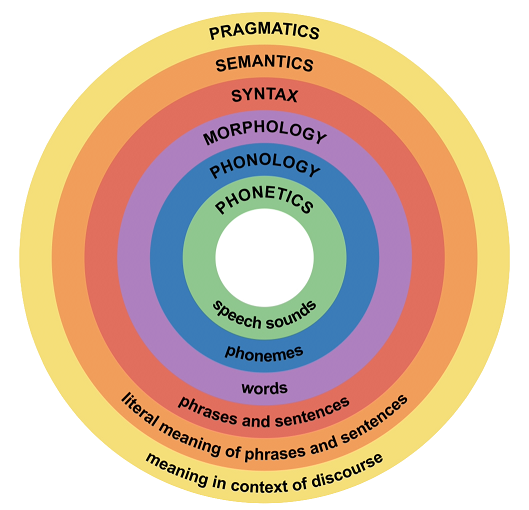 PRAGMATICS
SEMANTICS
SYNTAX
MORPHOLOGY
PHONOLOGY
PHONETICS
speech sounds
phonemes
words
phrases and sentences
literal meaning of phrases and sentences
meaning in context of discourse